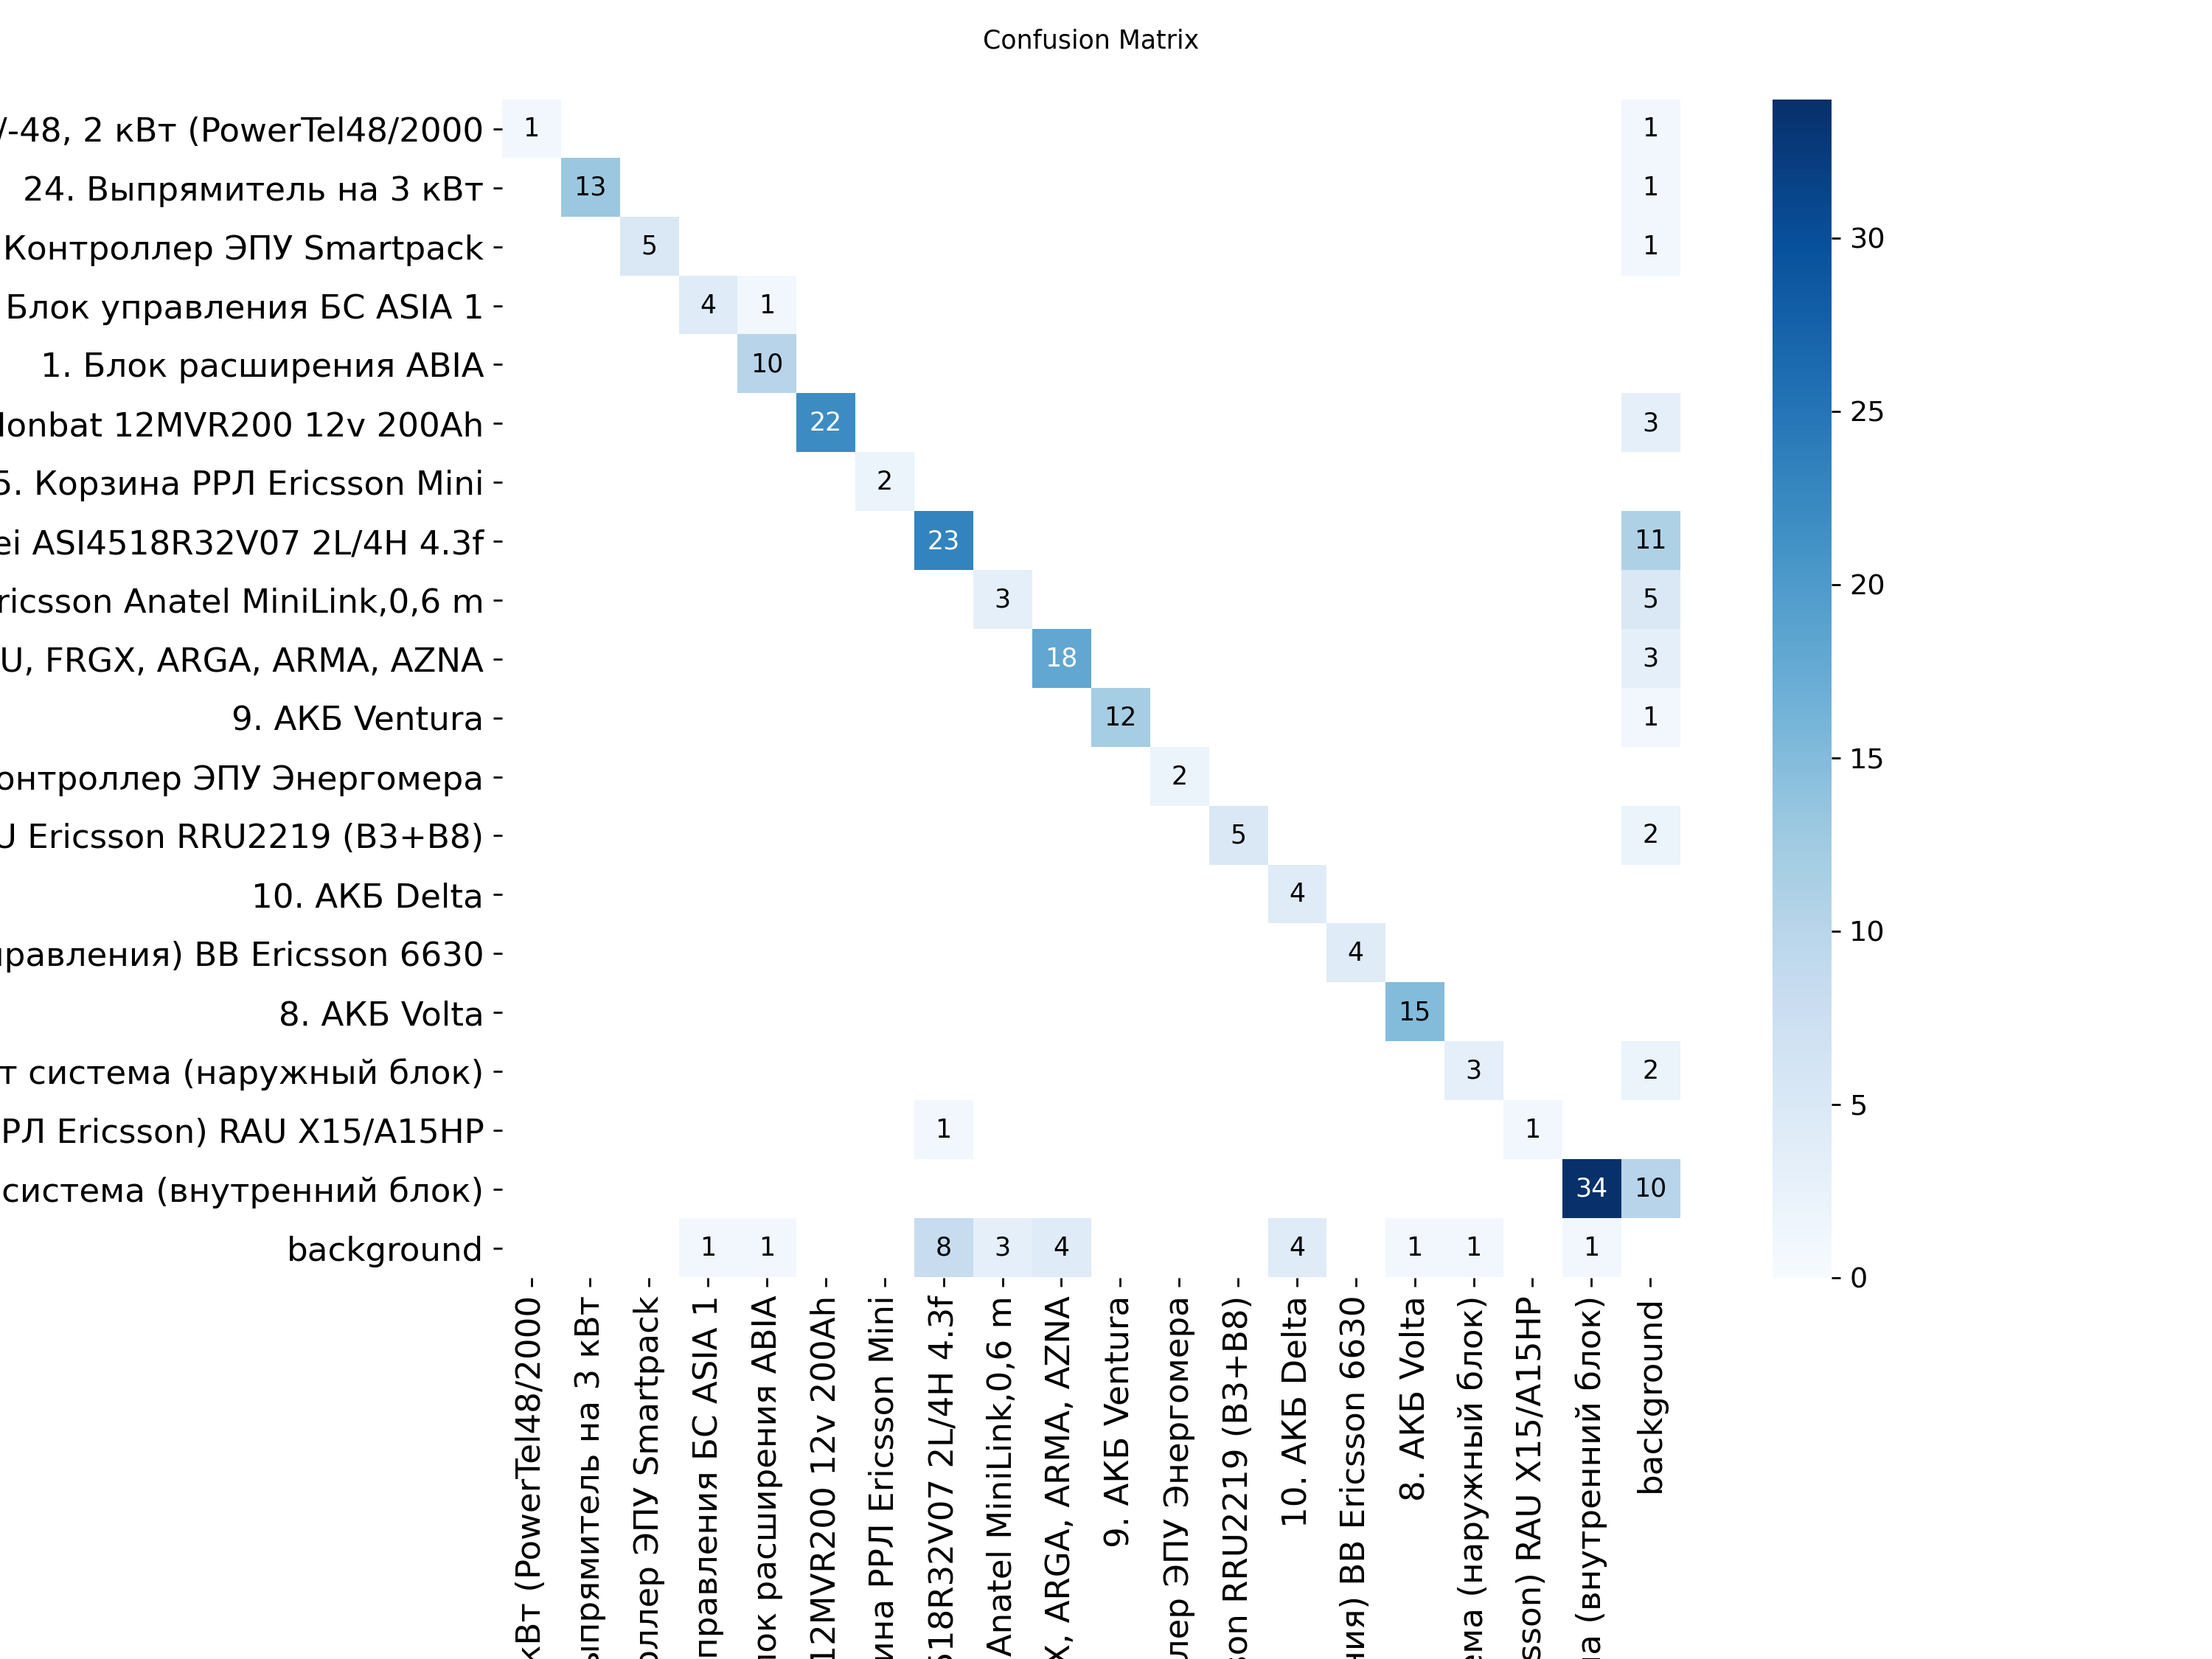 Confusion Matrix
/-48, 2 кВт (PowerTel48/2000 1 1
24. Выпрямитель на 3 кВт 13 1
Контроллер ЭПУ Smartpack 5 1
Блок управления БС ASIA 1 4 1
1. Блок расширения ABIA 10
onbat 12MVR200 12v 200Ah 22 3
5. Корзина РРЛ Ericsson Mini 2
ei ASI4518R32V07 2L/4H 4.3f 23 11
ricsson Anatel MiniLink,0,6 m 3 5
U, FRGX, ARGA, ARMA, AZNA 18 3
9. АКБ Ventura 12 1
онтроллер ЭПУ Энергомера 2
U Ericsson RRU2219 (B3+B8) 5 2
10. АКБ Delta 4
правления) BB Ericsson 6630 4
8. АКБ Volta 15
т система (наружный блок) 3 2
РЛ Ericsson) RAU X15/A15HP 1 1
система (внутренний блок) 34 10
background 1 1 8 3 4 4 1 1 1
30
25
20
15
10
5
0
кВт (PowerTel48/2000
ыпрямитель на 3 кВт
оллер ЭПУ Smartpack
правления БС ASIA 1
лок расширения ABIA
12MVR200 12v 200Ah
ина РРЛ Ericsson Mini
518R32V07 2L/4H 4.3f
Anatel MiniLink,0,6 m
X, ARGA, ARMA, AZNA
9. АКБ Ventura
лер ЭПУ Энергомера
son RRU2219 (B3+B8)
10. АКБ Delta
ния) BB Ericsson 6630
8. АКБ Volta
ема (наружный блок)
sson) RAU X15/A15HP
ма (внутренний блок)
background